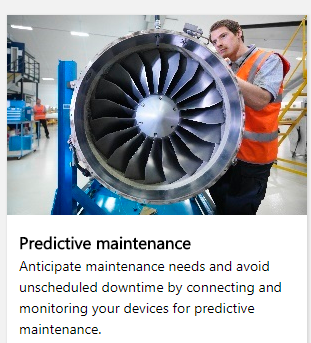 Predictive maintenance
Anticipate maintenance needs and avoid
unscheduled downtime by connecting and
monitoring your devices for predictive
maintenance.